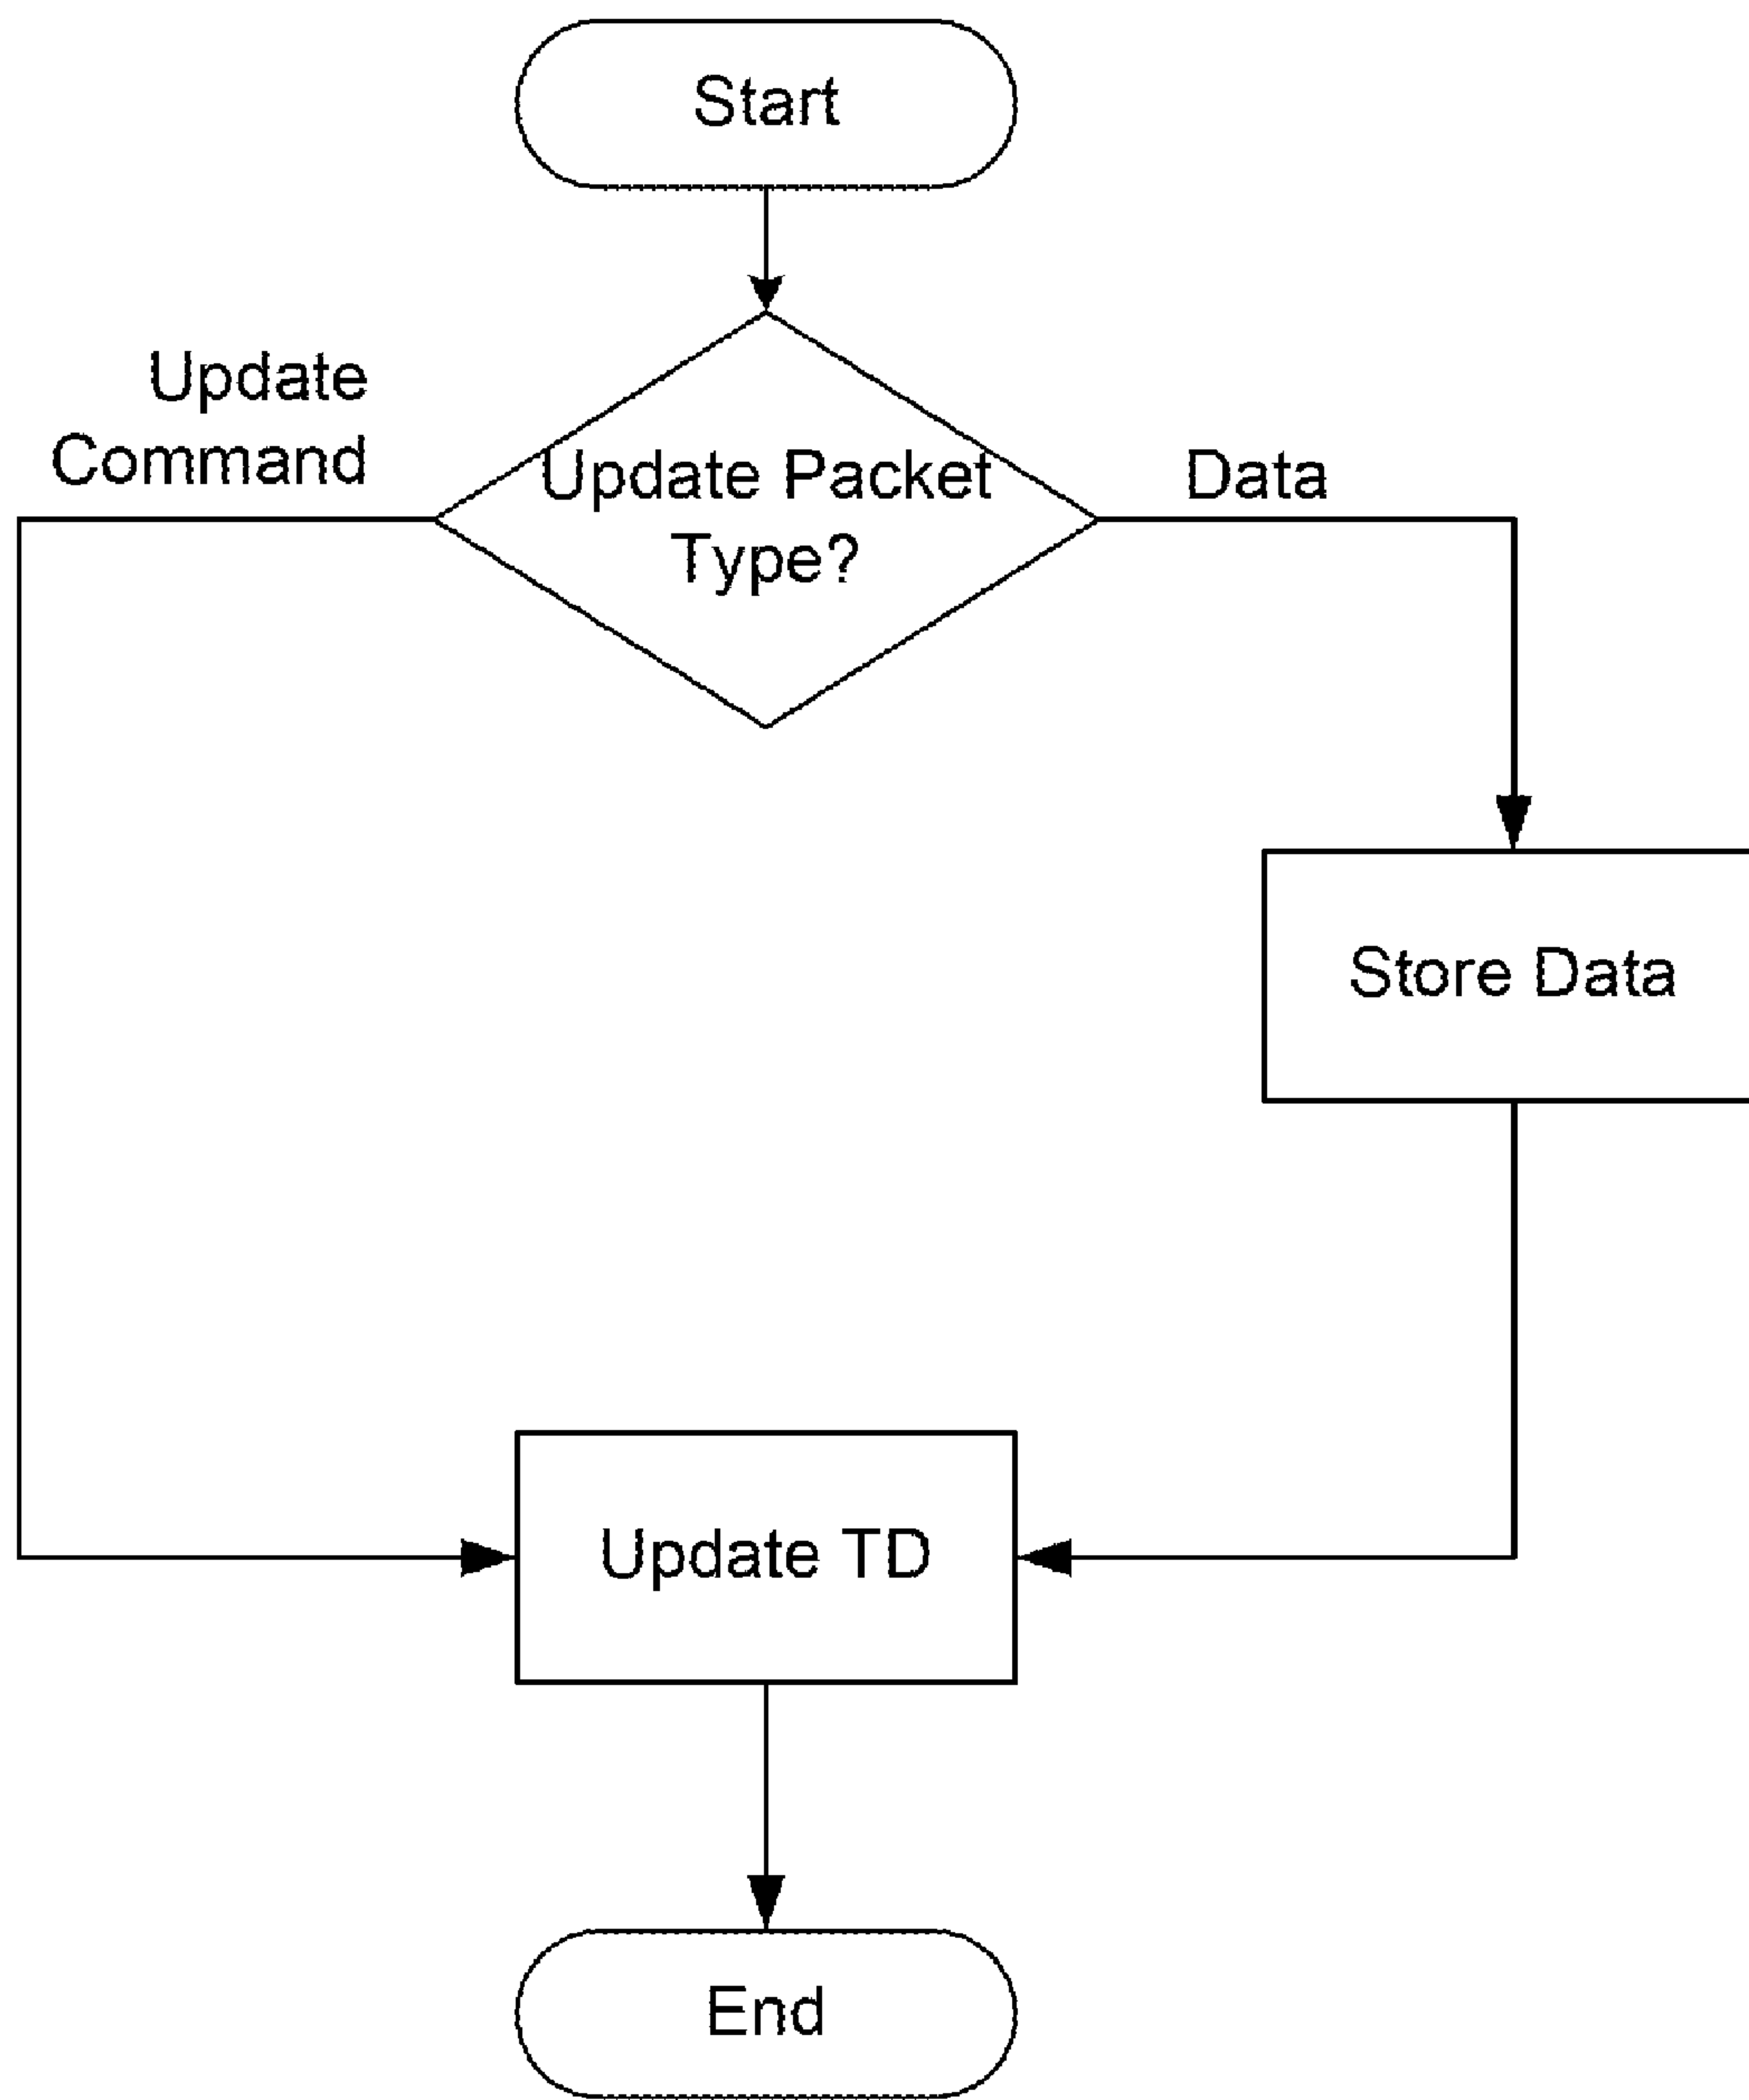 Start
Update
Command
Update Packet
Type?
Data
Store Data
Update TD
End